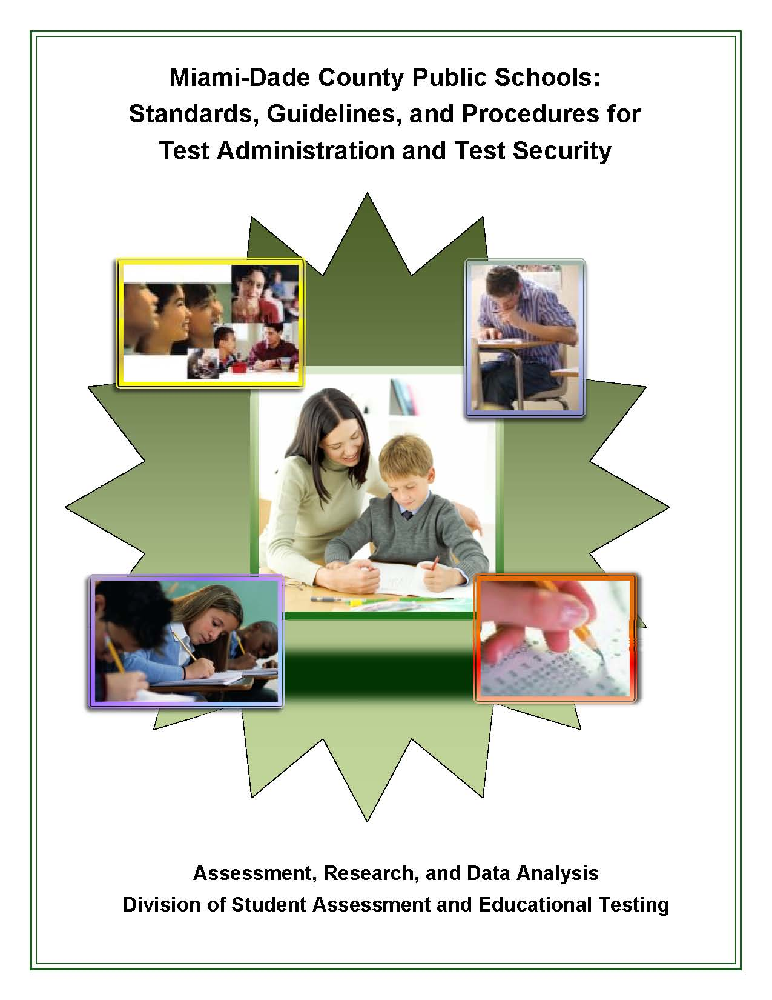 Miami-Dade County Public Schools:
Standards, Guidelines, and Procedures for
Test Administration and Test Security
Assessment, Research, and Data Analysis
Division of Student Assessment and Educational Testing